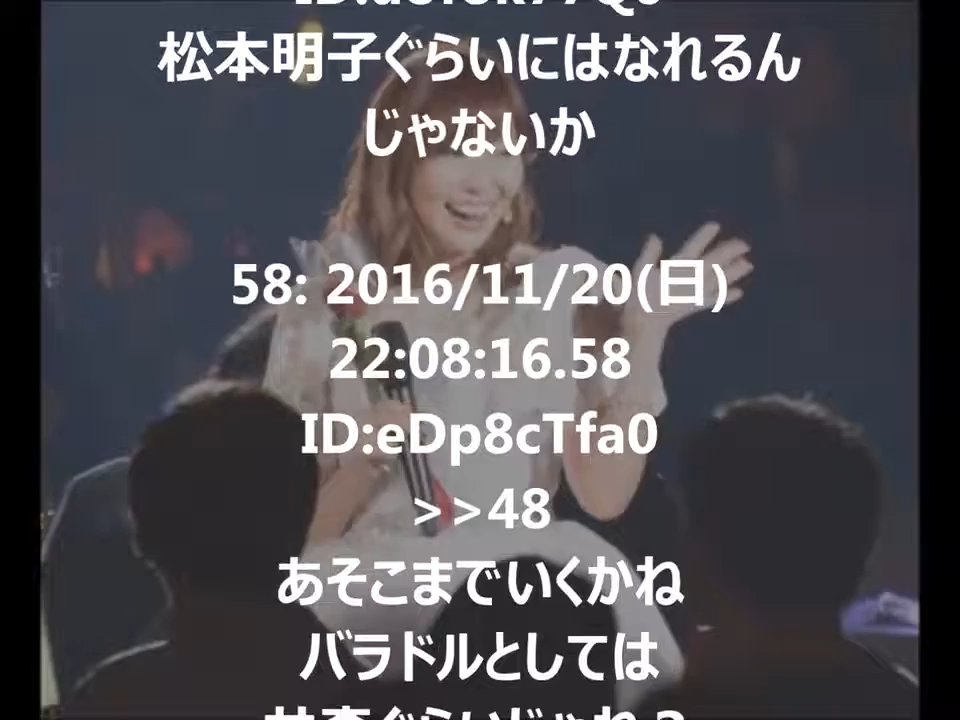 松本明子ぐらいにはなれるん
じゃないか
58: 2016/11/20(日)
22:08:16.58
ID:eDp8cTfa0
>>48
あそこまでいくかね
バラドルとしては